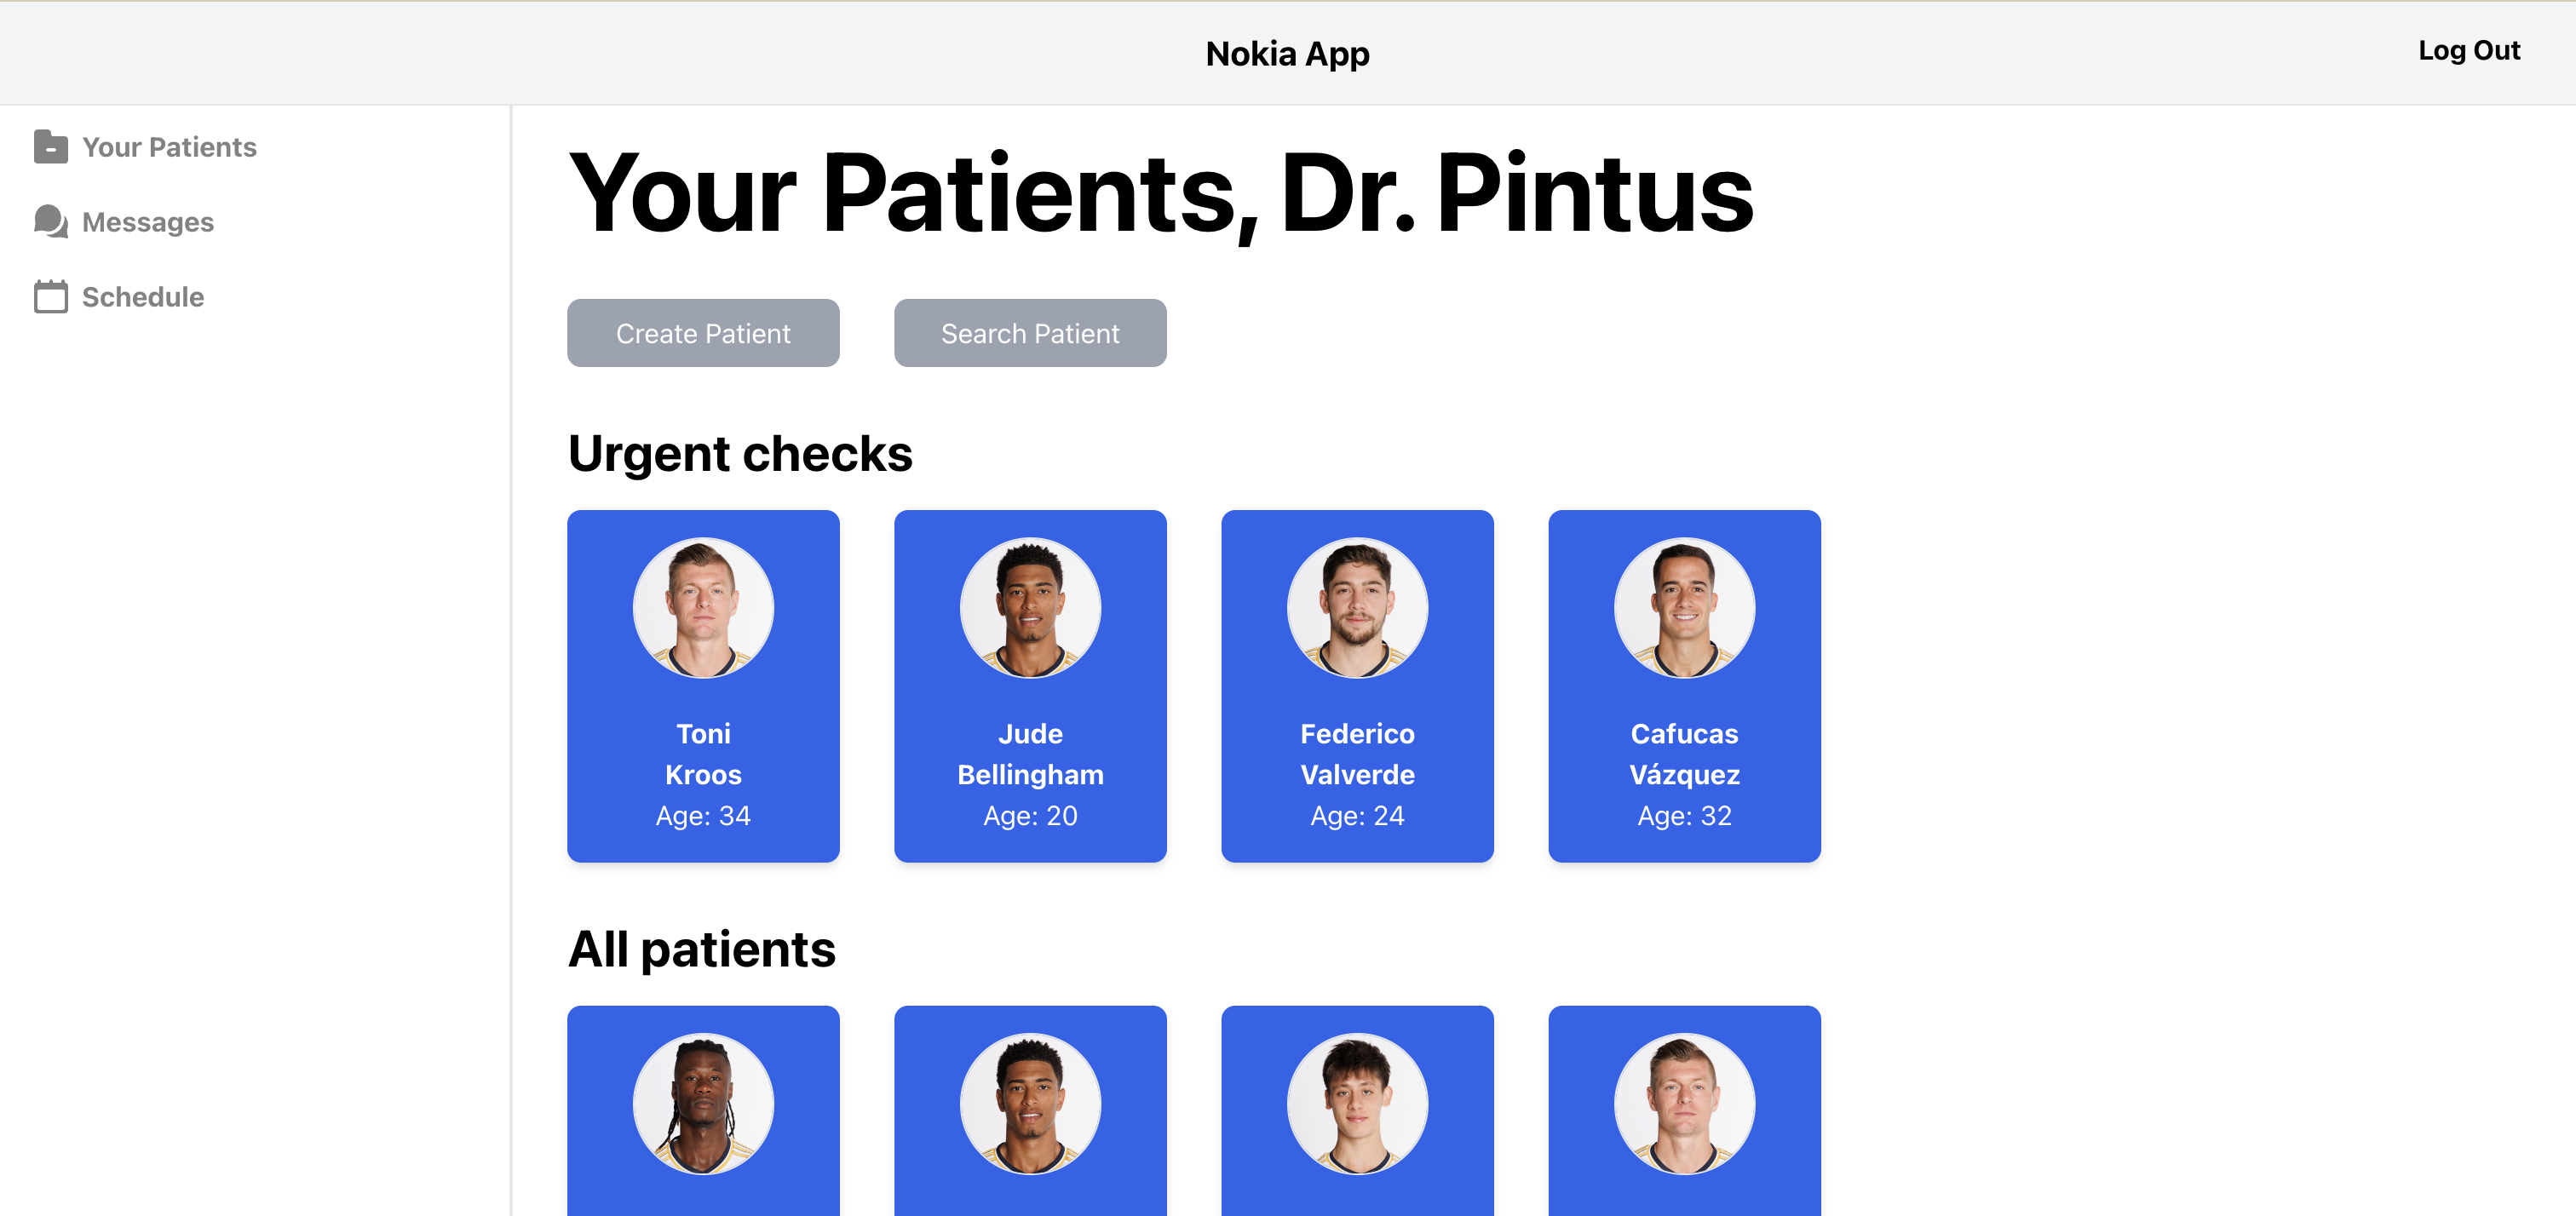 Nokia App
Log Out
Your Patients
Messages
Schedule
Your Patients, Dr. Pintus
Create Patient
Search Patient
Urgent checks
Toni
Kroos
Age: 34
Jude
Bellingham
Age: 20
Federico
Valverde
Age: 24
Cafucas
Vázquez
Age: 32
All patients